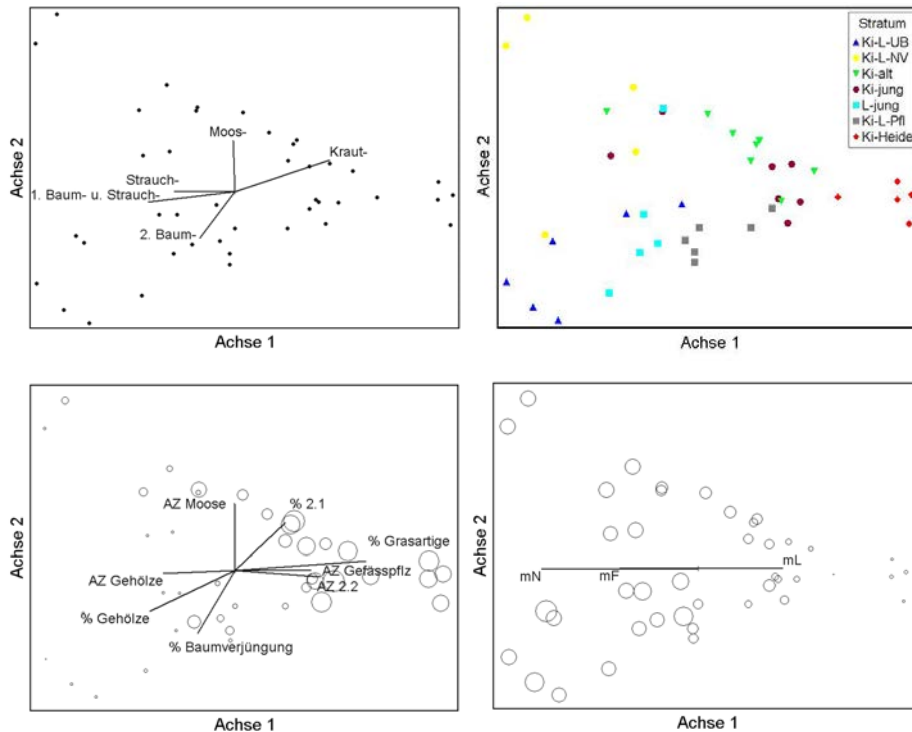 Achse 2
Moos-
Kraut-
Strauch-
1. Baum- u. Strauch-
2. Baum-
Achse 1
Achse 2
Stratum
Ki-L-UB
Ki-L-NV
Ki-alt
Ki-jung
L-jung
Ki-L-Pfl
Ki-Heide
Achse 1
Achse 2
AZ Moose
% 2.1
% Grasartige
AZ Gehölze
AZ Gefässpflz
AZ 2.2
% Gehölze
% Baumverjüngung
Achse 1
Achse 2
mN
mF
mL
Achse 1